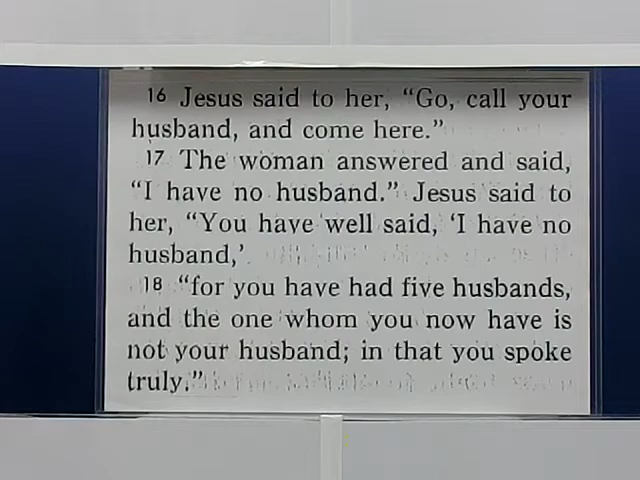 16 Jesus said to her, “Go, call your
husband, and come here.”
17 The woman answered and said,
“I have no husband.” Jesus said to
her, “You have well said, ‘I have no
husband,’
18 “for you have had five husbands,
and the one whom you now have is
not your husband; in that you spoke
truly.”